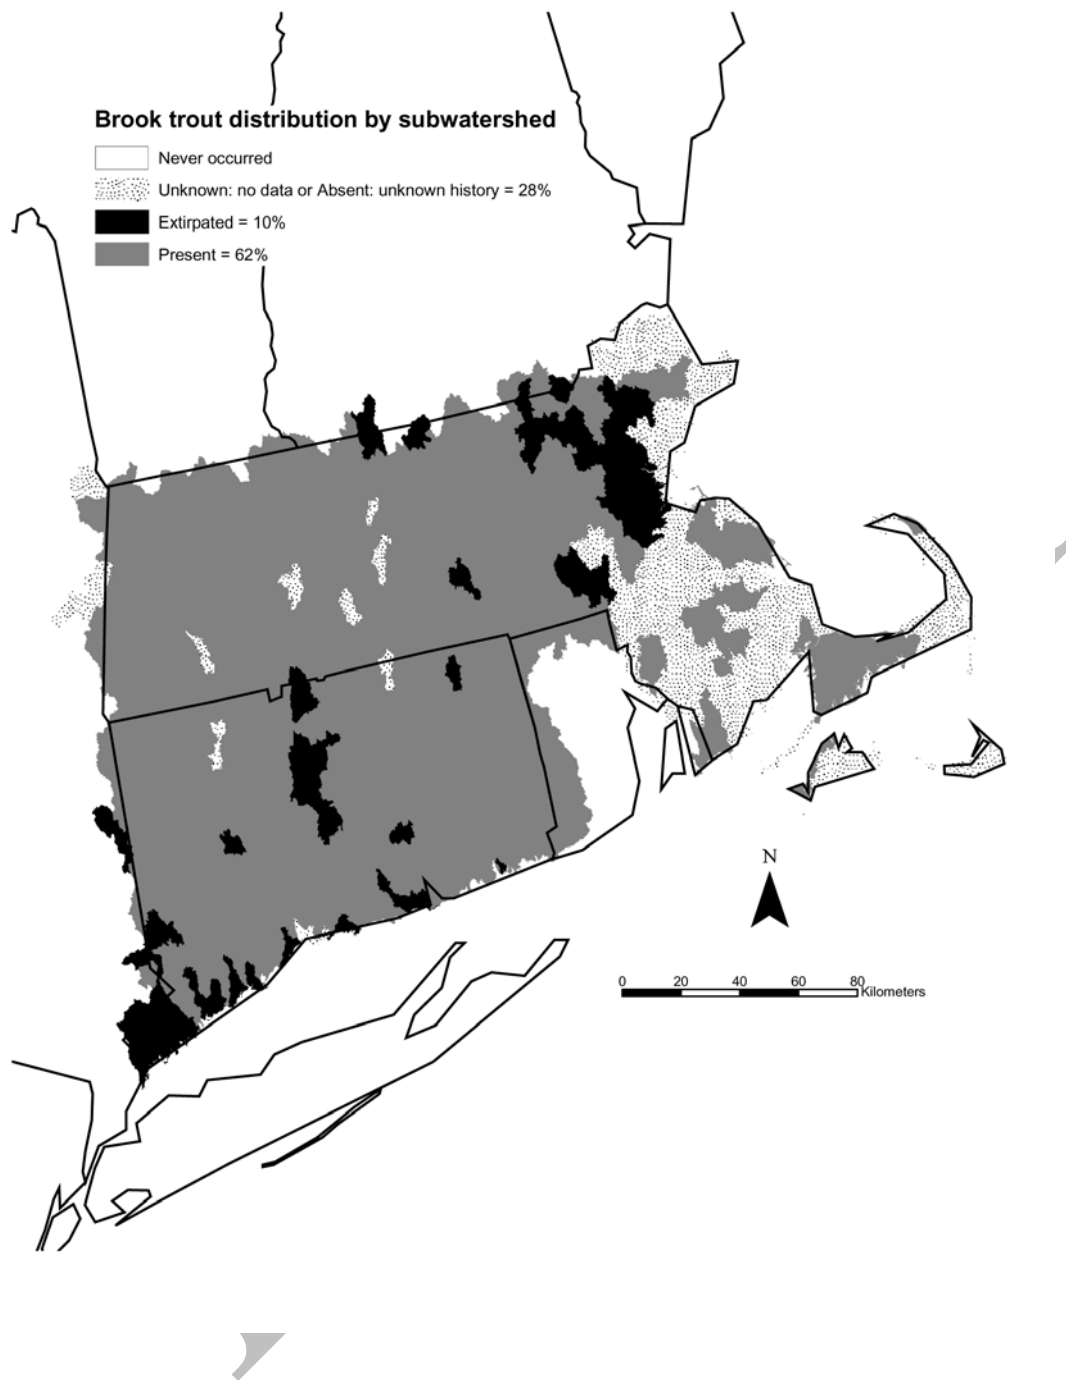 Brook trout distribution by subwatershed
Never occurred
Unknown: no data or Absent: unknown history = 28%
Extirpated = 10%
Present = 62%
N
0 20 40 60 80
Kilometers